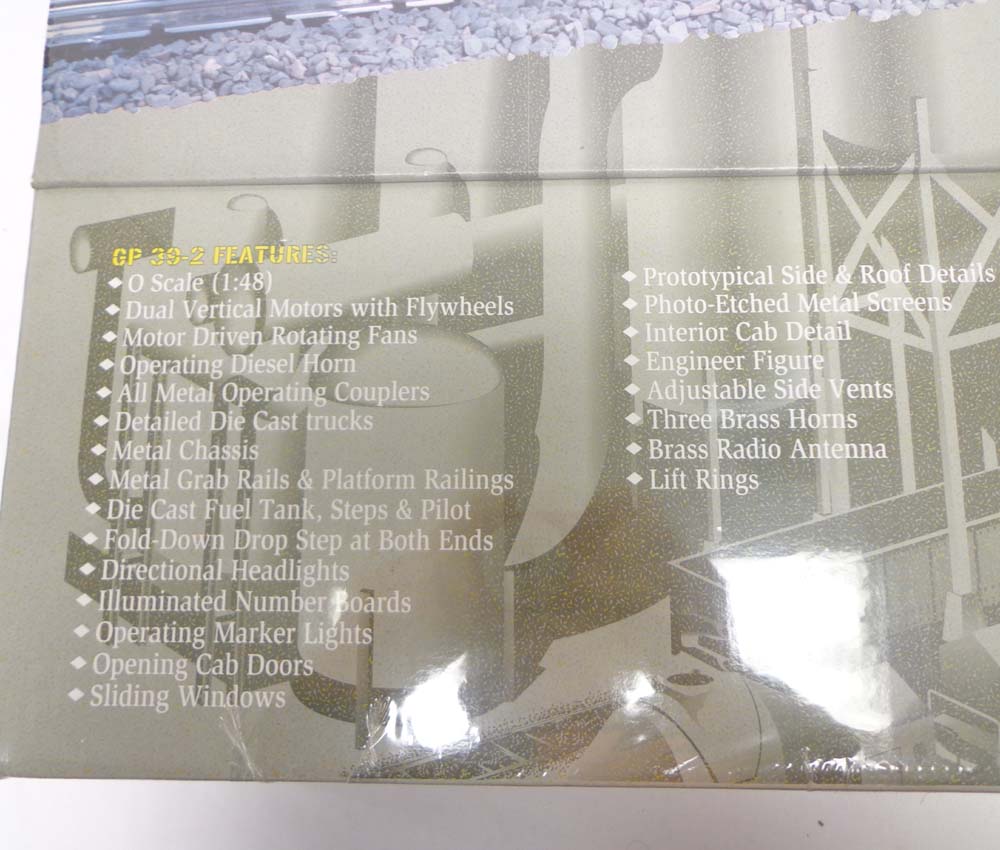 GP 39-2 FEATURES:
◆ O Scale (1:48)
◆ Dual Vertical Motors with Flywheels
◆ Motor Driven Rotating Fans
◆ Operating Diesel Horn
◆ All Metal Operating Couplers
◆ Detailed Die Cast trucks
◆ Metal Chassis
◆ Metal Grab Rails & Platform Railings
◆ Die Cast Fuel Tank, Steps & Pilot
◆ Fold-Down Drop Step at Both Ends
◆ Directional Headlights
◆ Illuminated Number Boards
◆ Operating Marker Lights
◆ Opening Cab Doors
◆ Sliding Windows
◆ Prototypical Side & Roof Details
◆ Photo-Etched Metal Screens
◆ Interior Cab Detail
◆ Engineer Figure
◆ Adjustable Side Vents
◆ Three Brass Horns
◆ Brass Radio Antenna
◆ Lift Rings